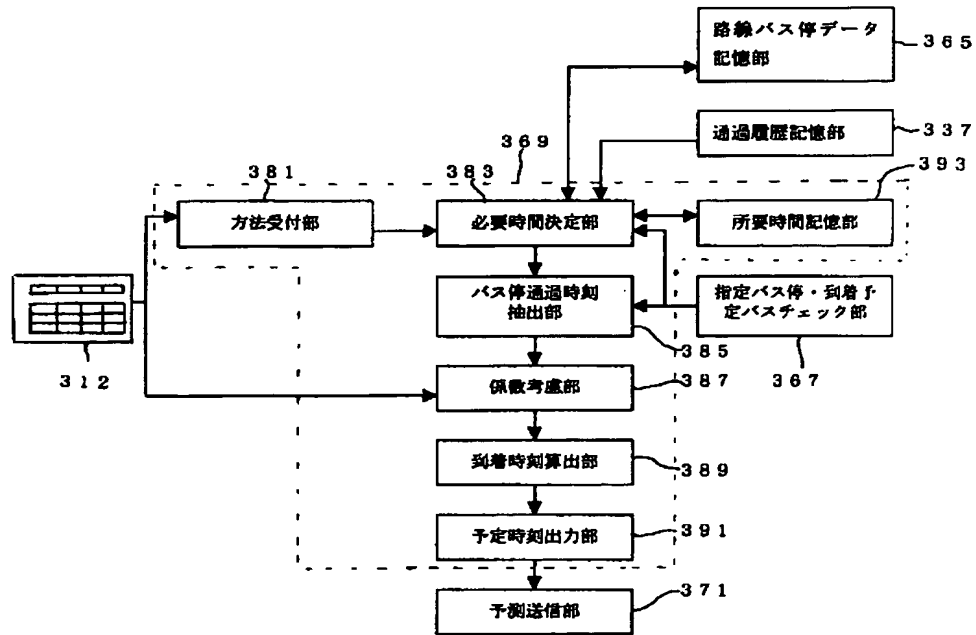 路線バス停データ
記憶部
365
通過履歴記憶部
337
369
381
383
393
方法受付部
必要時間決定部
所要時間記憶部
バス停通過時刻
抽出部
指定バス停・到着予
定バスチェック部
312
385
367
係数考慮部
387
到着時刻算出部
389
予定時刻出力部
391
予測送信部
371